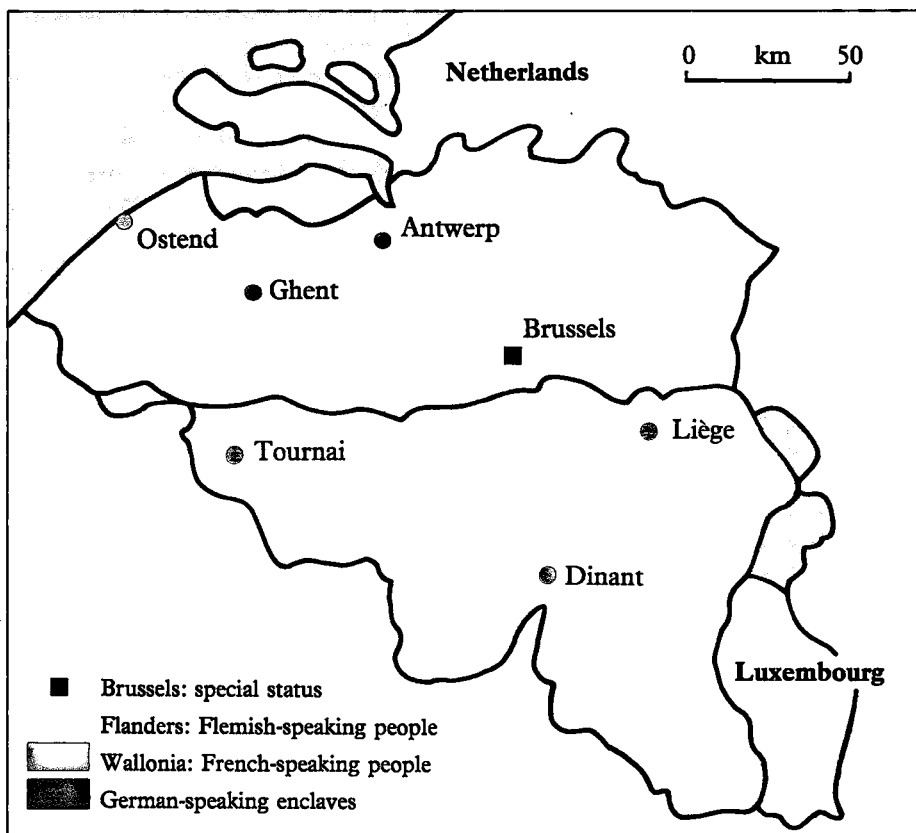 Netherlands
0 km 50
Ostend
Antwerp
Ghent
Brussels
Tournai
Liège
Dinant
Luxembourg
Brussels: special status
Flanders: Flemish-speaking people
Wallonia: French-speaking people
German-speaking enclaves